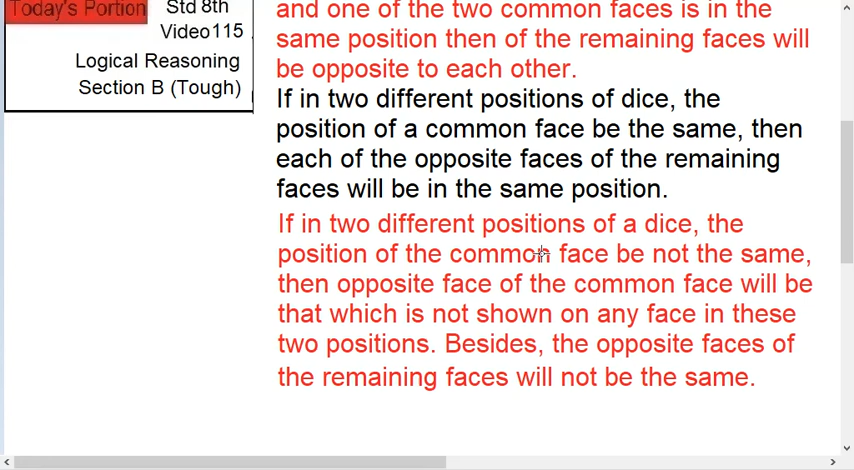 Today's Portion
Std 8th
Video115
Logical Reasoning
Section B (Tough)
and one of the two common faces is in the
same position then of the remaining faces will
be opposite to each other.
If in two different positions of dice, the
position of a common face be the same, then
each of the opposite faces of the remaining
faces will be in the same position.
If in two different positions of a dice, the
position of the common face be not the same,
then opposite face of the common face will be
that which is not shown on any face in these
two positions. Besides, the opposite faces of
the remaining faces will not be the same.